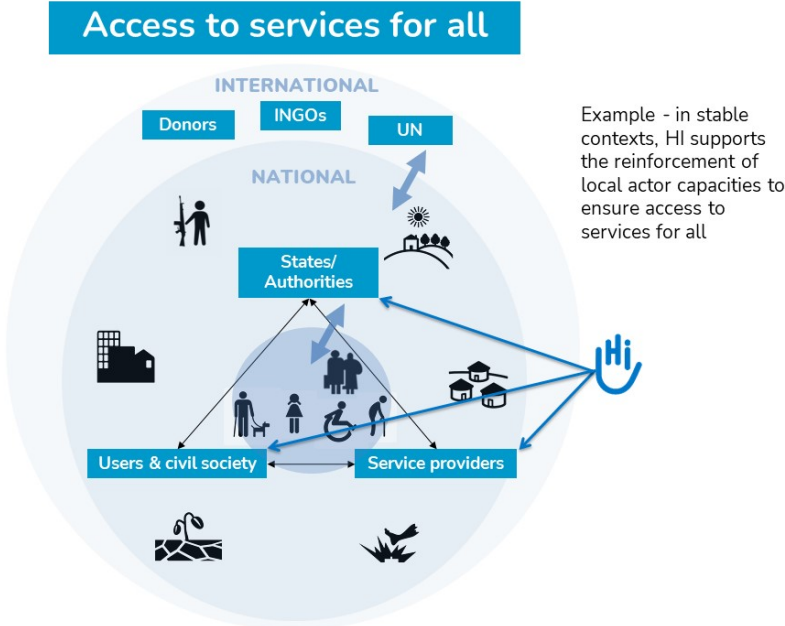 Access to services for all
INTERNATIONAL
INGOs
Donors
UN
NATIONAL
Example - in stable
contexts, HI supports
the reinforcement of
local actor capacities to
ensure access to
services for all
States/
Authorities
Hi
Users & civil society
Service providers